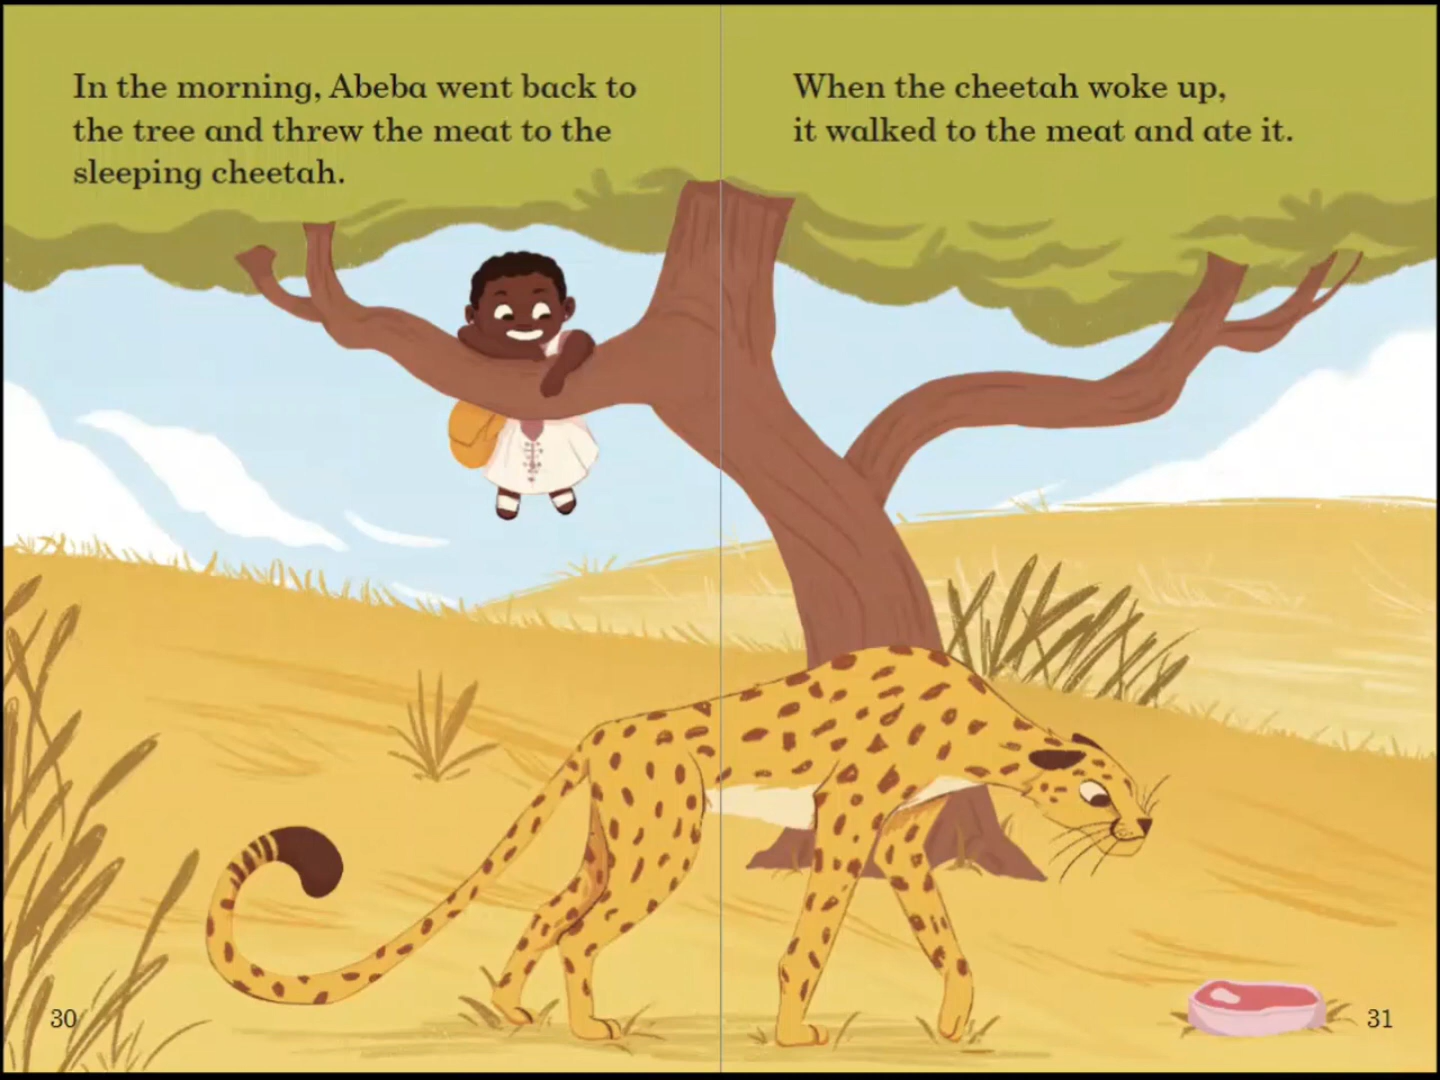 In the morning, Abeba went back to
the tree and threw the meat to the
sleeping cheetah.
When the cheetah woke up,
it walked to the meat and ate it.
30
31